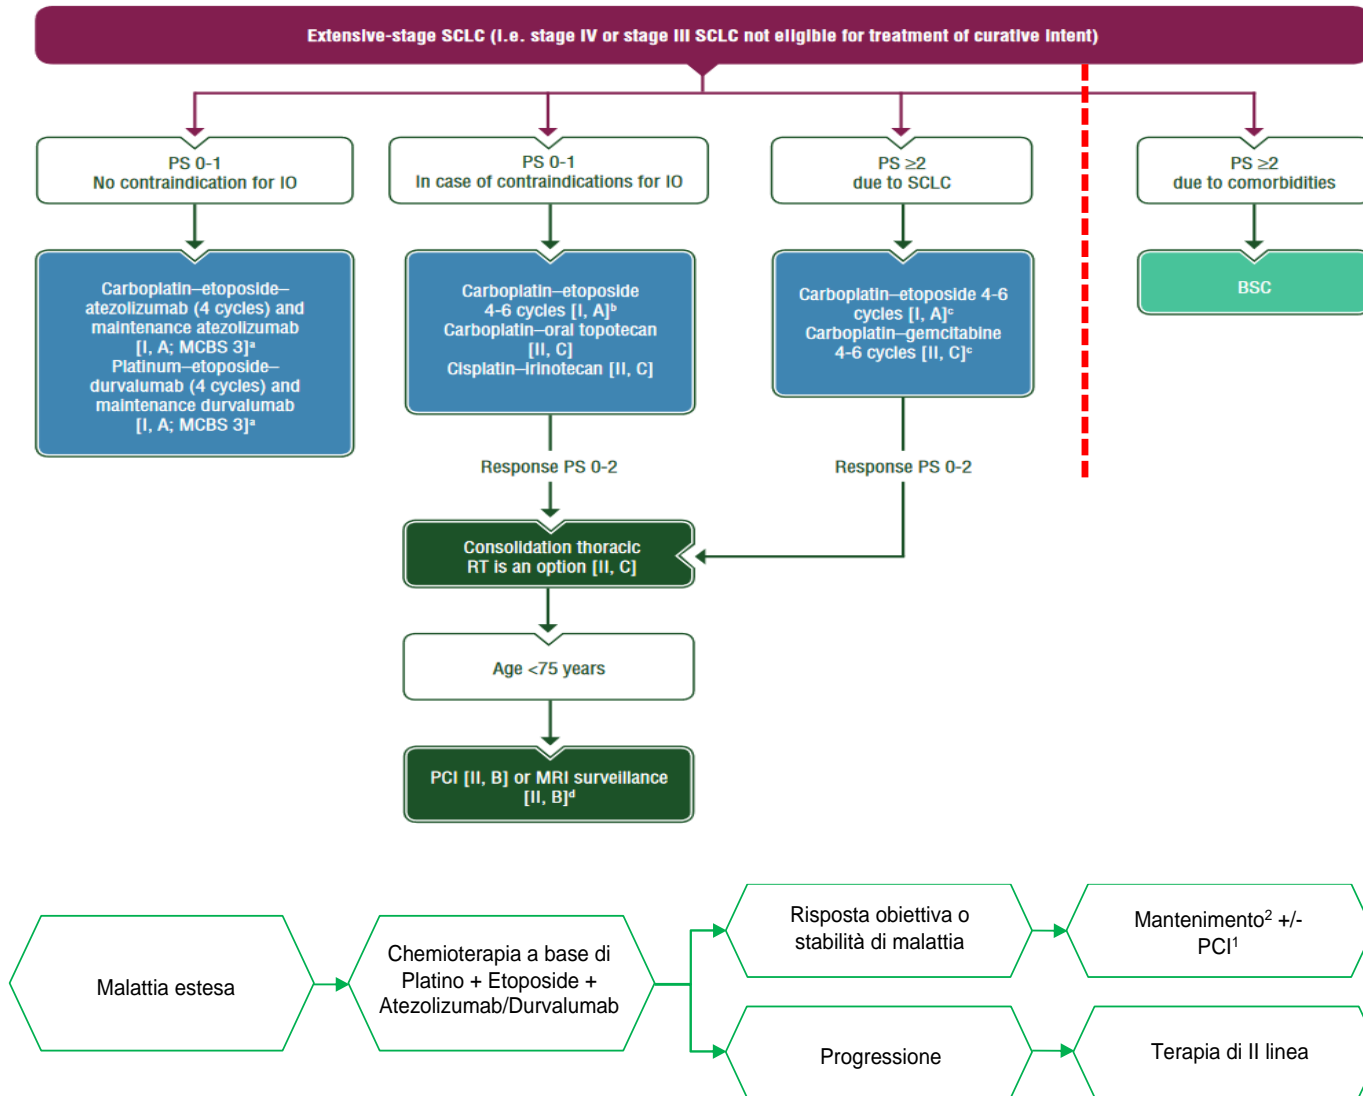 Extensive-stage SCLC (i.e. stage IV or stage III SCLC not eligible for treatment of curative intent)
PS 0-1
No contraindication for IO
PS 0-1
In case of contraindications for IO
PS ≥2
due to SCLC
PS ≥2
due to comorbidities
Carboplatin–etoposide–
atezolizumab (4 cycles) and
maintenance atezolizumab
[I, A; MCBS 3]ᵃ
Platinum–etoposide–
durvalumab (4 cycles) and
maintenance durvalumab
[I, A; MCBS 3]ᵃ
Carboplatin–etoposide
4-6 cycles [I, A]ᵇ
Carboplatin–oral topotecan
[II, C]
Cisplatin–irinotecan [II, C]
Carboplatin–etoposide 4-6
cycles [I, A]ᶜ
Carboplatin–gemcitabine
4-6 cycles [II, C]ᶜ
BSC
Response PS 0-2
Response PS 0-2
Consolidation thoracic
RT is an option [II, C]
Age <75 years
PCI [II, B] or MRI surveillance
[II, B]ᵈ
Malattia estesa
Chemioterapia a base di
Platino + Etoposide +
Atezolizumab/Durvalumab
Risposta obiettiva o
stabilità di malattia
Mantenimento² +/-
PCI¹
Progressione
Terapia di II linea